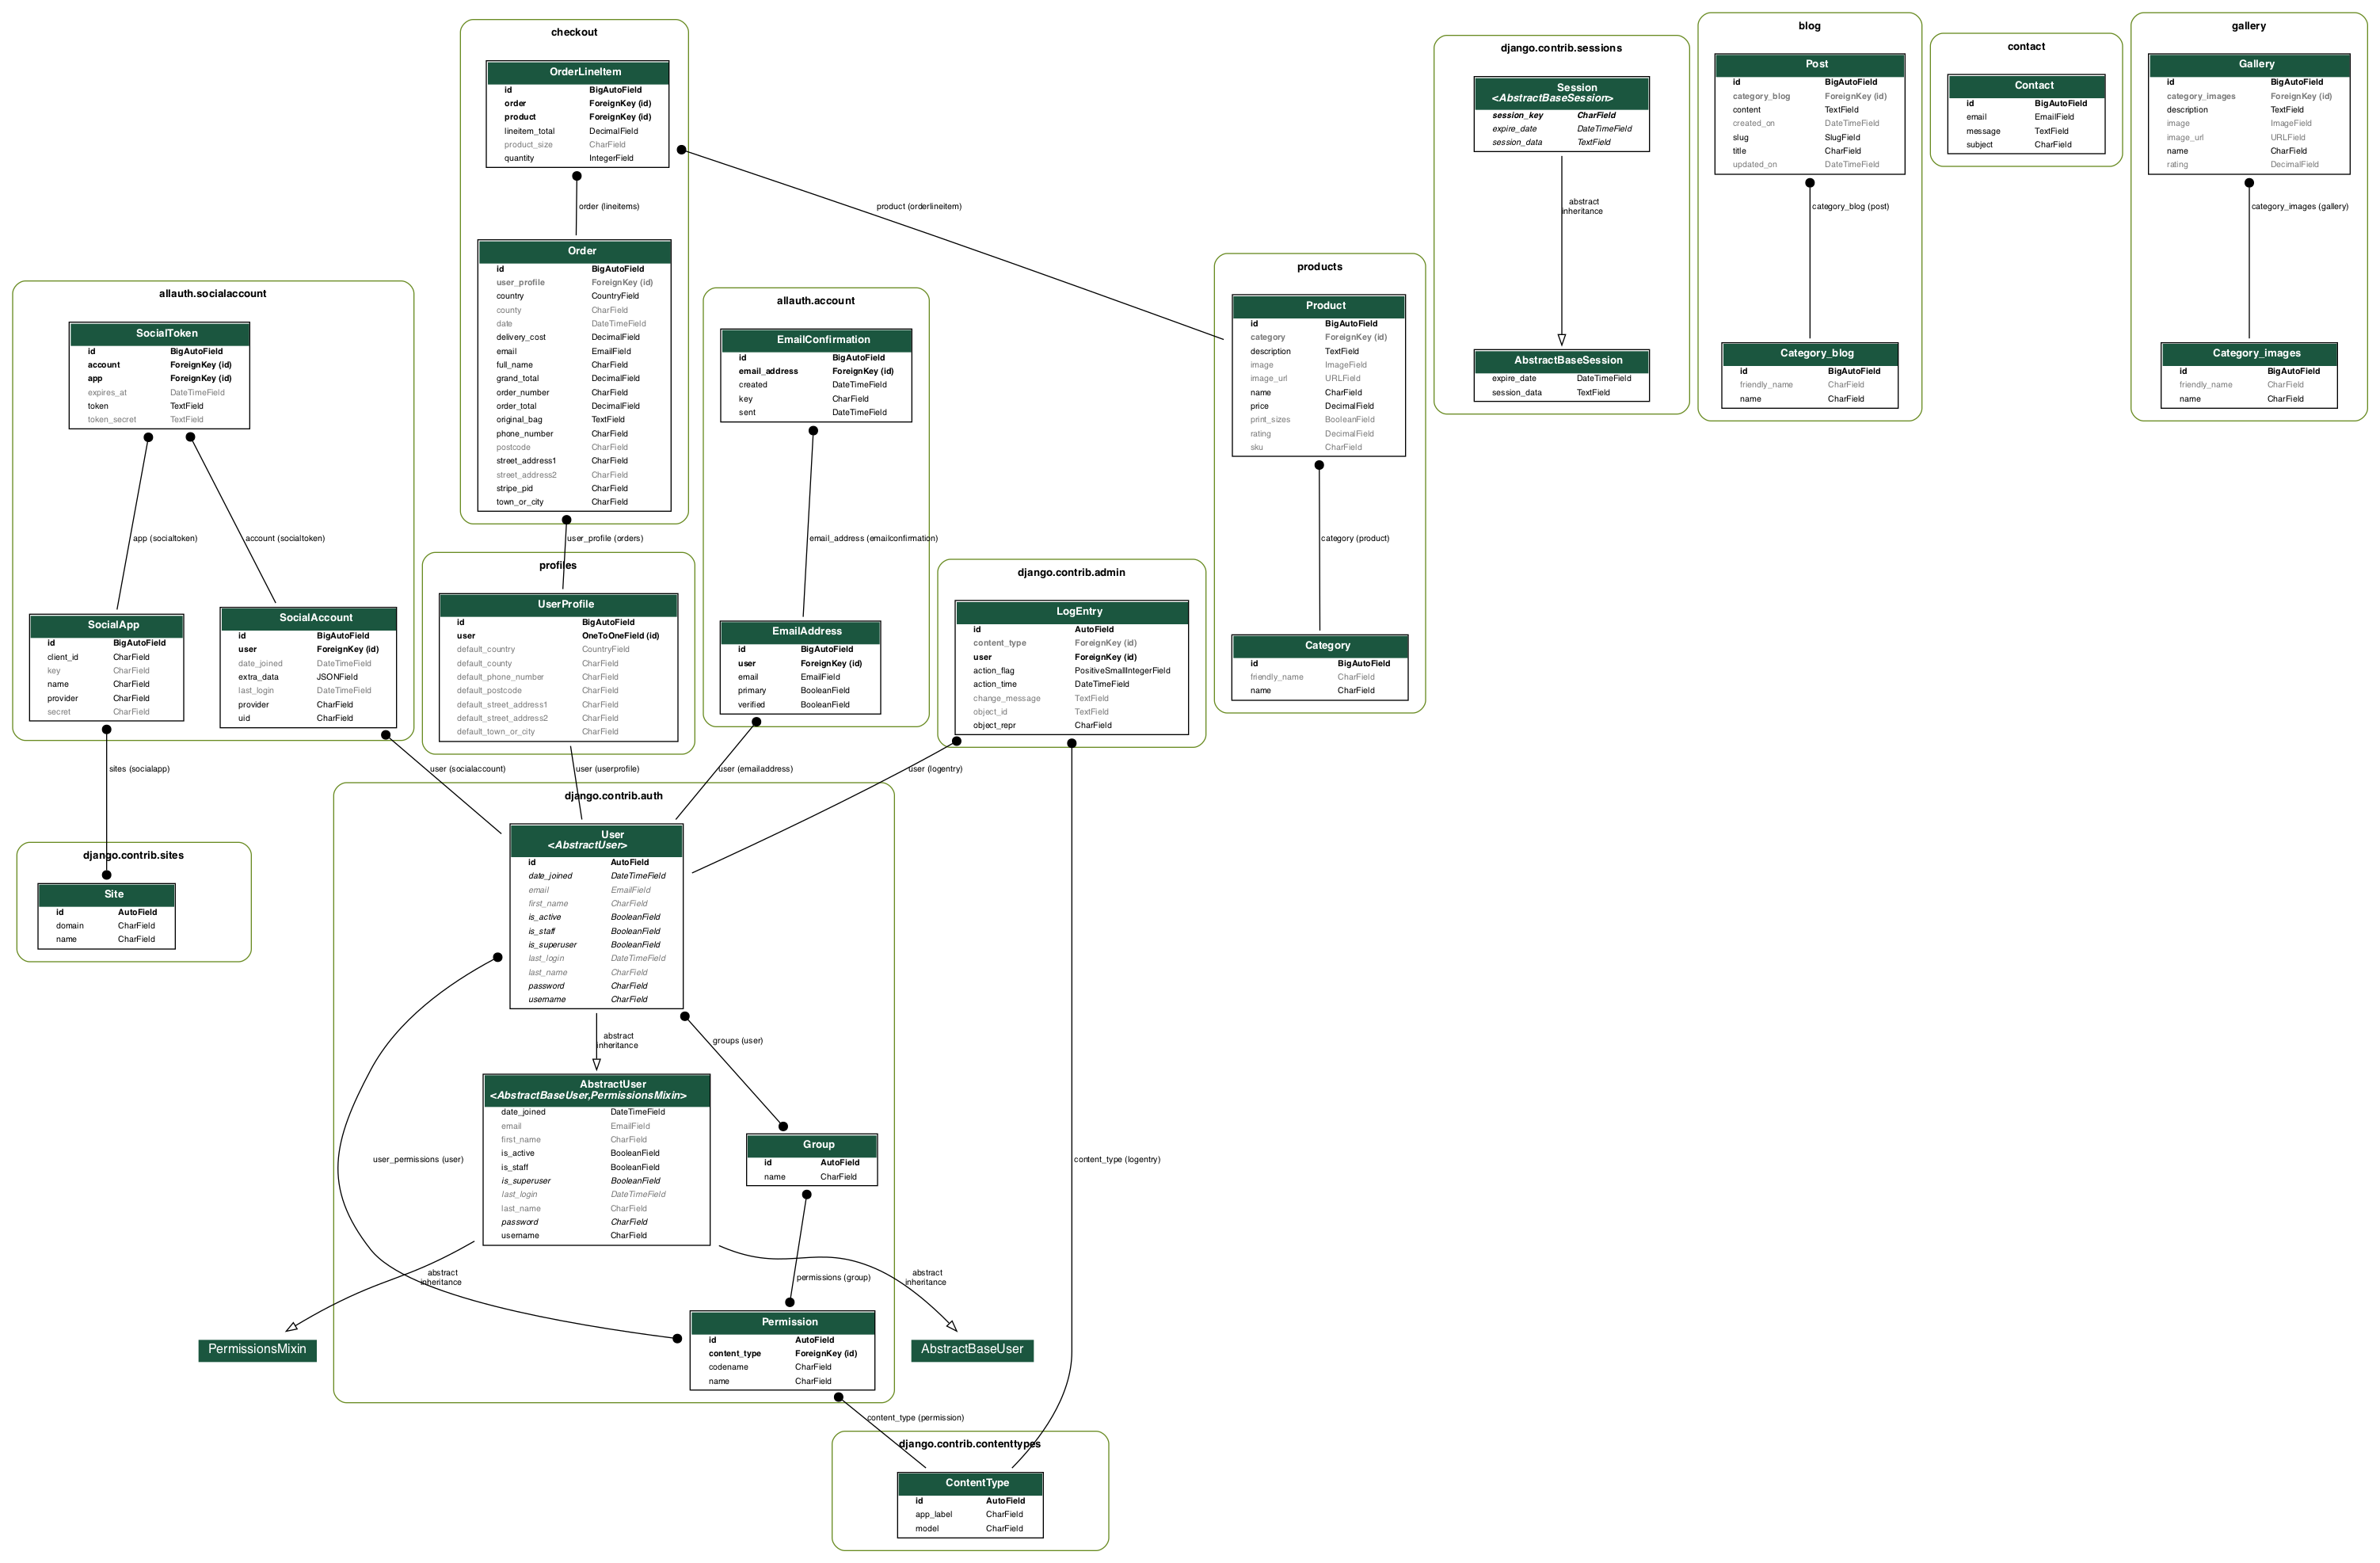 checkout
OrderLineItem
id BigAutoField
order ForeignKey (id)
product ForeignKey (id)
lineitem_total DecimalField
product_size CharField
quantity IntegerField
order (lineitems)
product (orderlineitem)
Order
id BigAutoField
user_profile ForeignKey (id)
country CountryField
county CharField
date DateTimeField
delivery_cost DecimalField
email EmailField
full_name CharField
grand_total DecimalField
order_number CharField
order_total DecimalField
original_bag TextField
phone_number CharField
postcode CharField
street_address1 CharField
street_address2 CharField
stripe_pid CharField
town_or_city CharField
user_profile (orders)
django.contrib.sessions
Session
<AbstractBaseSession>
session_key CharField
expire_date DateTimeField
session_data TextField
abstract
inheritance
AbstractBaseSession
expire_date DateTimeField
session_data TextField
blog
Post
id BigAutoField
category_blog ForeignKey (id)
content TextField
created_on DateTimeField
slug SlugField
title CharField
updated_on DateTimeField
category_blog (post)
Category_blog
id BigAutoField
friendly_name CharField
name CharField
contact
Contact
id BigAutoField
email EmailField
message TextField
subject CharField
gallery
Gallery
id BigAutoField
category_images ForeignKey (id)
description TextField
image ImageField
image_url URLField
name CharField
rating DecimalField
category_images (gallery)
Category_images
id BigAutoField
friendly_name CharField
name CharField
allauth.socialaccount
SocialToken
id BigAutoField
account ForeignKey (id)
app ForeignKey (id)
expires_at DateTimeField
token TextField
token_secret TextField
app (socialtoken)
account (socialtoken)
SocialApp
id BigAutoField
client_id CharField
key CharField
name CharField
provider CharField
secret CharField
SocialAccount
id BigAutoField
user ForeignKey (id)
date_joined DateTimeField
extra_data JSONField
last_login DateTimeField
provider CharField
uid CharField
sites (socialapp)
user (socialaccount)
allauth.account
EmailConfirmation
id BigAutoField
email_address ForeignKey (id)
created DateTimeField
key CharField
sent DateTimeField
email_address (emailconfirmation)
EmailAddress
id BigAutoField
user ForeignKey (id)
email EmailField
primary BooleanField
verified BooleanField
user (emailaddress)
products
Product
id BigAutoField
category ForeignKey (id)
description TextField
image ImageField
image_url URLField
name CharField
price DecimalField
print_sizes BooleanField
rating DecimalField
sku CharField
category (product)
Category
id BigAutoField
friendly_name CharField
name CharField
profiles
UserProfile
id BigAutoField
user OneToOneField (id)
default_country CountryField
default_county CharField
default_phone_number CharField
default_postcode CharField
default_street_address1 CharField
default_street_address2 CharField
default_town_or_city CharField
user (userprofile)
django.contrib.admin
LogEntry
id AutoField
content_type ForeignKey (id)
user ForeignKey (id)
action_flag PositiveSmallIntegerField
action_time DateTimeField
change_message TextField
object_id TextField
object_repr CharField
user (logentry)
content_type (logentry)
django.contrib.sites
Site
id AutoField
domain CharField
name CharField
django.contrib.auth
User
<AbstractUser>
id AutoField
date_joined DateTimeField
email EmailField
first_name CharField
is_active BooleanField
is_staff BooleanField
is_superuser BooleanField
last_login DateTimeField
last_name CharField
password CharField
username CharField
abstract
inheritance
groups (user)
user_permissions (user)
AbstractUser
<AbstractBaseUser,PermissionsMixin>
date_joined DateTimeField
email EmailField
first_name CharField
is_active BooleanField
is_staff BooleanField
is_superuser BooleanField
last_login DateTimeField
last_name CharField
password CharField
username CharField
Group
id AutoField
name CharField
abstract
inheritance
permissions (group)
abstract
inheritance
PermissionsMixin
Permission
id AutoField
content_type ForeignKey (id)
codename CharField
name CharField
AbstractBaseUser
content_type (permission)
django.contrib.contenttypes
ContentType
id AutoField
app_label CharField
model CharField